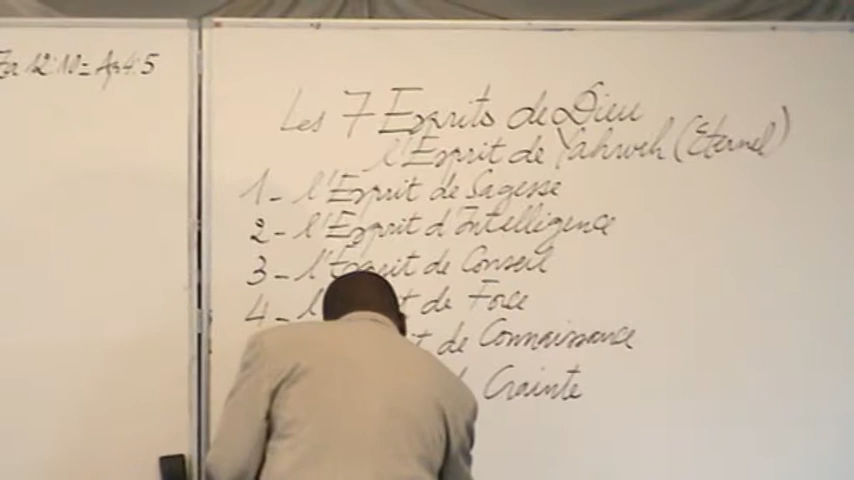 12:10 = Ap 4:5
Les 7 Esprits de Dieu
l'Esprit de Yahweh (Eternel)
1- l'Esprit de Sagesse
2- l'Esprit d'Intelligence
3- l'Esprit de Conseil
4- l' t de Force
t de Connaissance
Crainte